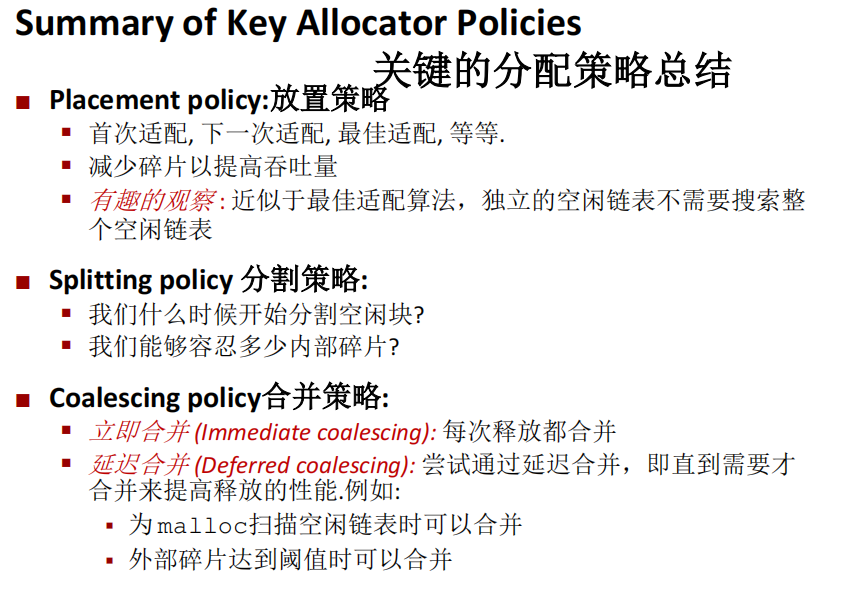 Summary of Key Allocator Policies
关键的分配策略总结
Placement policy:放置策略
首次适配, 下一次适配, 最佳适配, 等等.
减少碎片以提高吞吐量
有趣的观察: 近似于最佳适配算法，独立的空闲链表不需要搜索整
个空闲链表
Splitting policy 分割策略:
我们什么时候开始分割空闲块?
我们能够容忍多少内部碎片?
Coalescing policy合并策略:
立即合并 (Immediate coalescing): 每次释放都合并
延迟合并 (Deferred coalescing): 尝试通过延迟合并，即直到需要才
合并来提高释放的性能.例如:
为malloc扫描空闲链表时可以合并
外部碎片达到阈值时可以合并